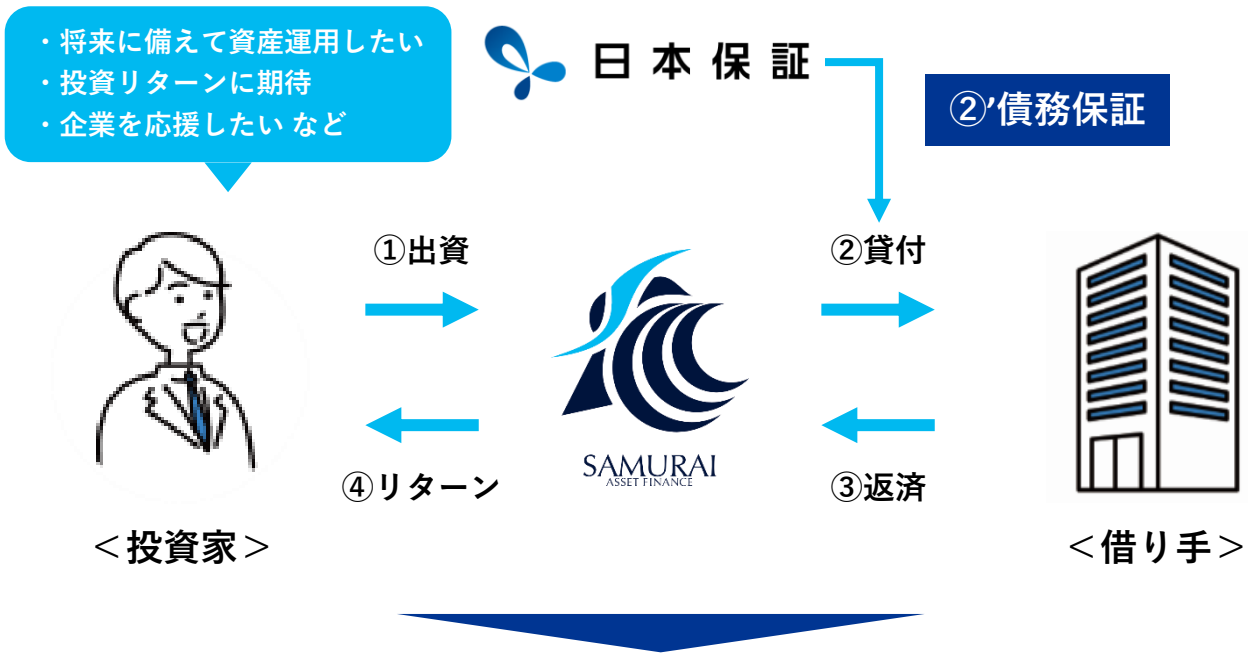 ・将来に備えて資産運用したい
・投資リターンに期待
・企業を応援したい など
日本保証
②’債務保証
①出資
②貸付
SAMURAI
ASSET FINANCE
④リターン
③返済
＜投資家＞
＜借り手＞